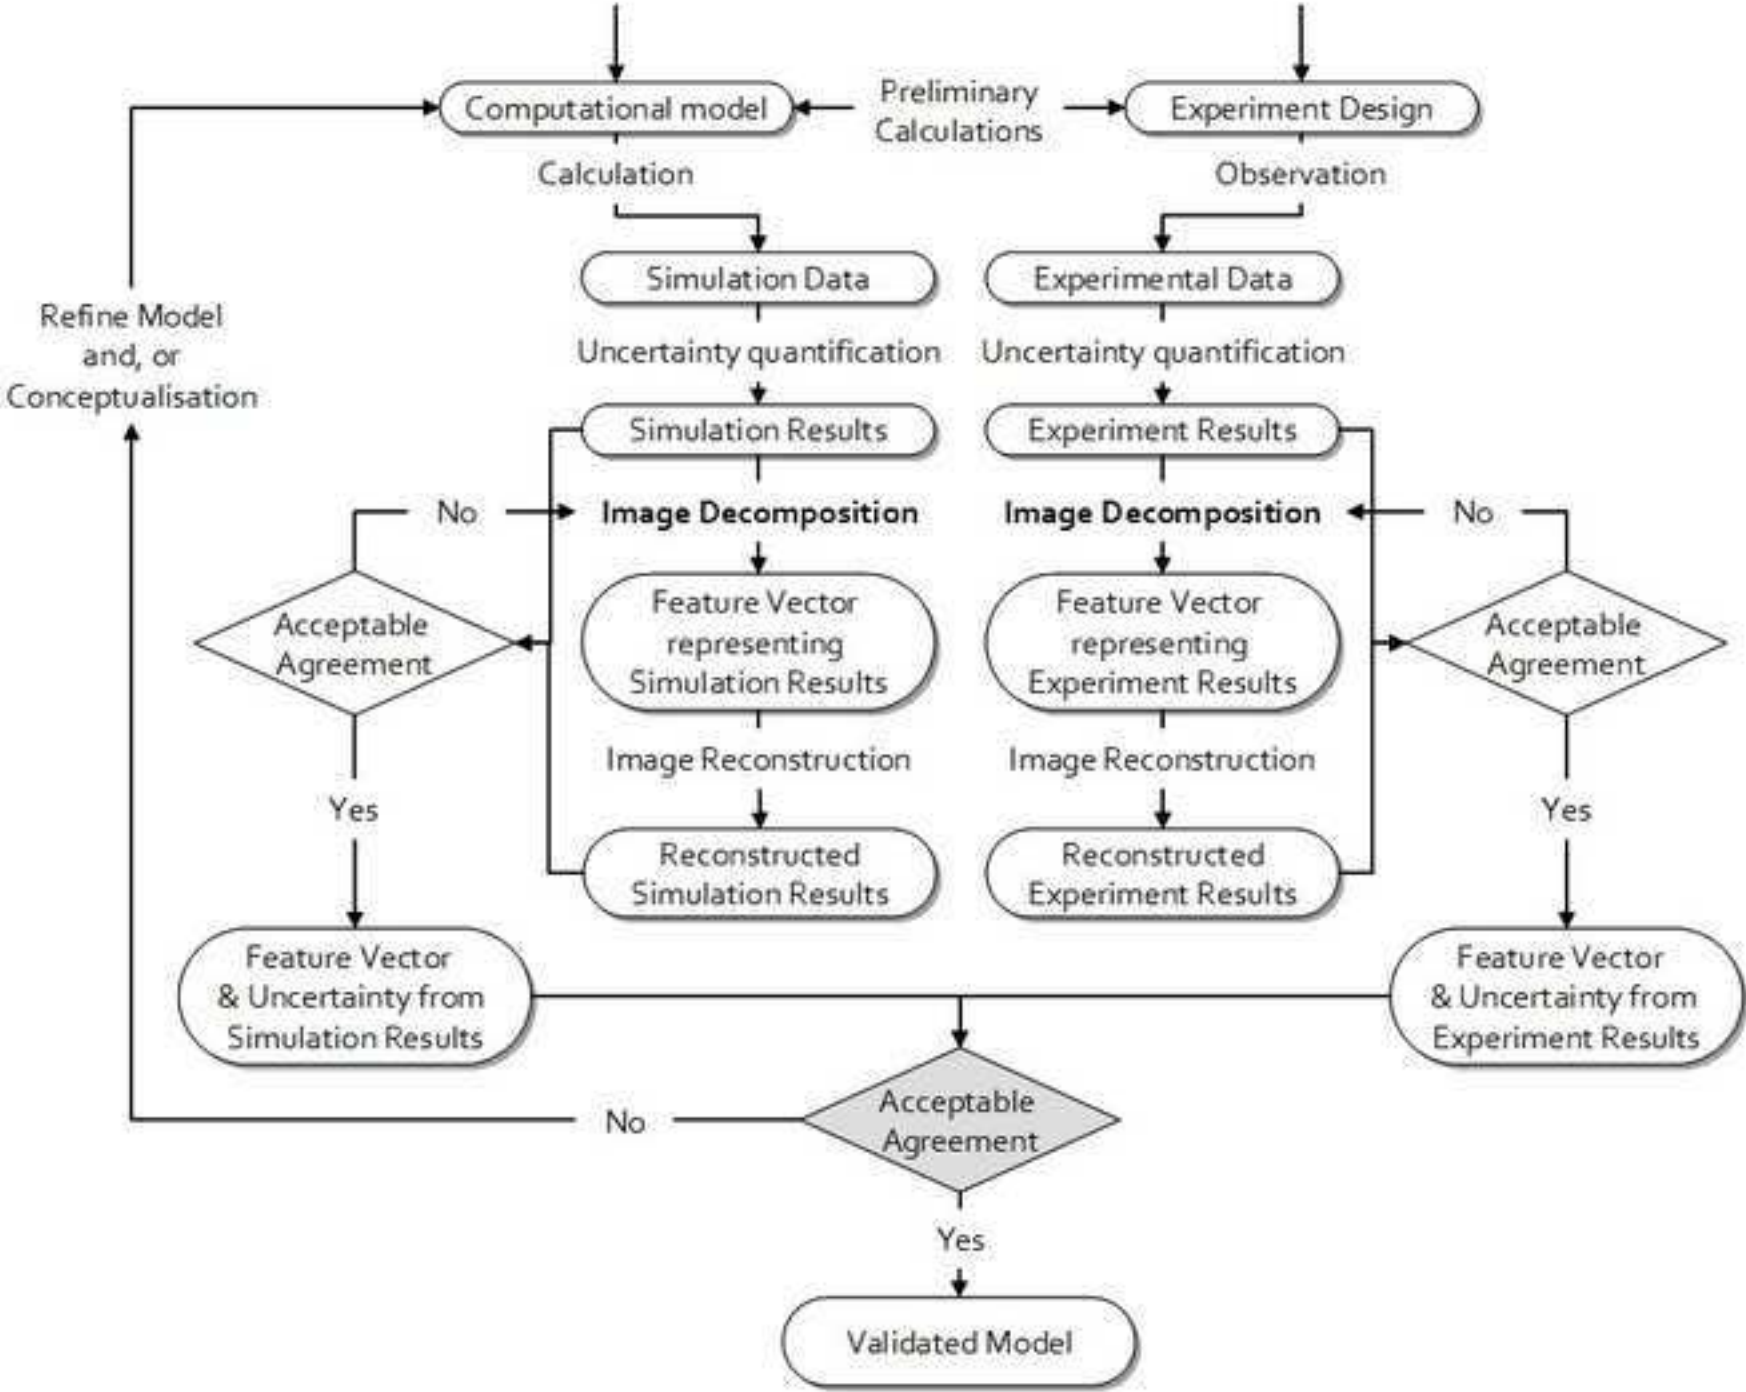 Computational model
Preliminary
Calculations
Experiment Design
Calculation
Observation
Simulation Data
Experimental Data
Refine Model
and, or
Conceptualisation
Uncertainty quantification
Uncertainty quantification
Simulation Results
Experiment Results
No
Image Decomposition
Image Decomposition
No
Acceptable
Agreement
Feature Vector
representing
Simulation Results
Feature Vector
representing
Experiment Results
Acceptable
Agreement
Image Reconstruction
Image Reconstruction
Yes
Yes
Reconstructed
Simulation Results
Reconstructed
Experiment Results
Feature Vector
& Uncertainty from
Simulation Results
Feature Vector
& Uncertainty from
Experiment Results
Acceptable
Agreement
No
Yes
Validated Model